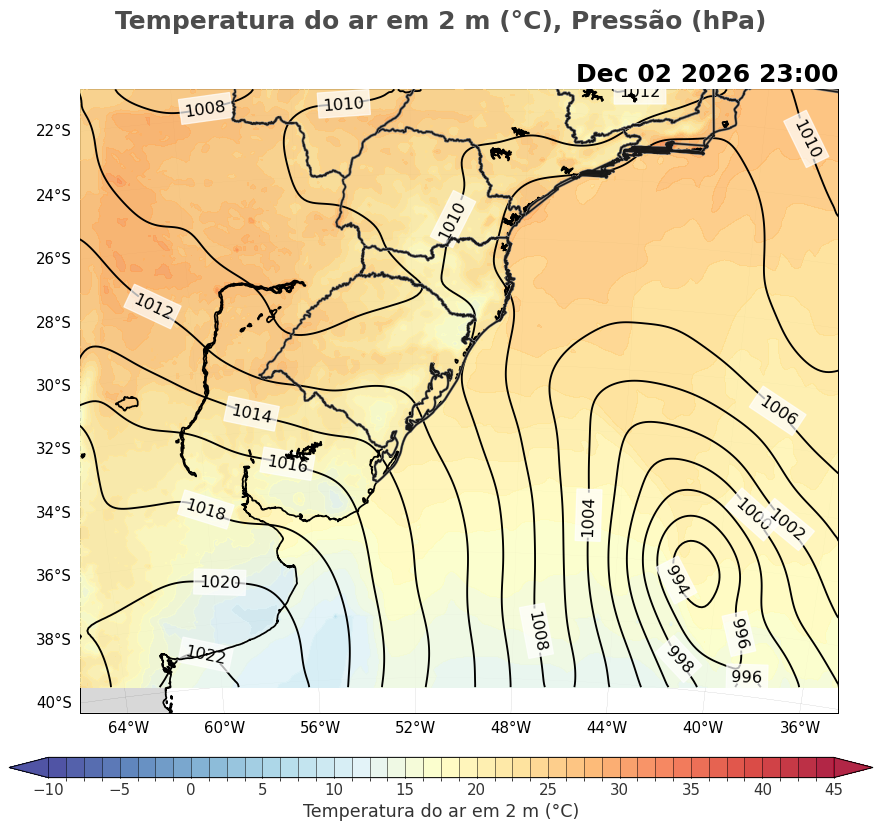 Temperatura do ar em 2 m (°C), Pressão (hPa)
Dec 02 2026 23:00
1008
1010
1012
1010
22°S
24°S
1010
26°S
1012
28°S
30°S
1006
1014
32°S
1016
34°S
1018
1004
1000
1002
36°S
1020
994
38°S
1008
996
1022
998
996
40°S
64°W 60°W 56°W 52°W 48°W 44°W 40°W 36°W
−10 −5 0 5 10 15 20 25 30 35 40 45
Temperatura do ar em 2 m (°C)